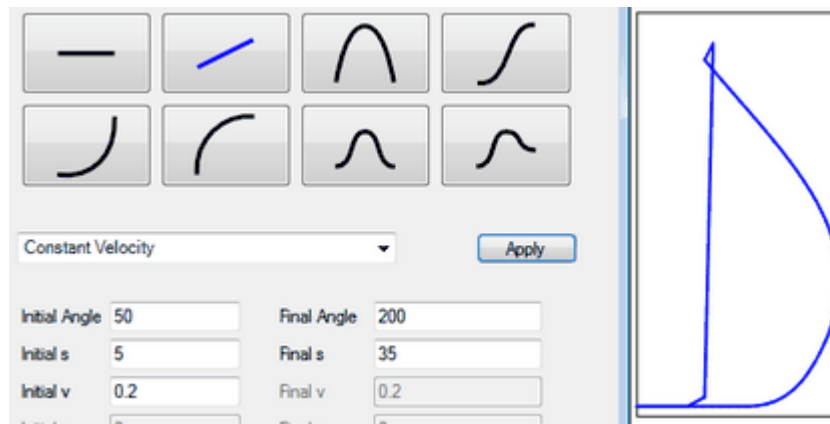 Constant Velocity
Apply
Initial Angle 50 Final Angle 200
Initial s 5 Final s 35
Initial v 0.2 Final v 0.2